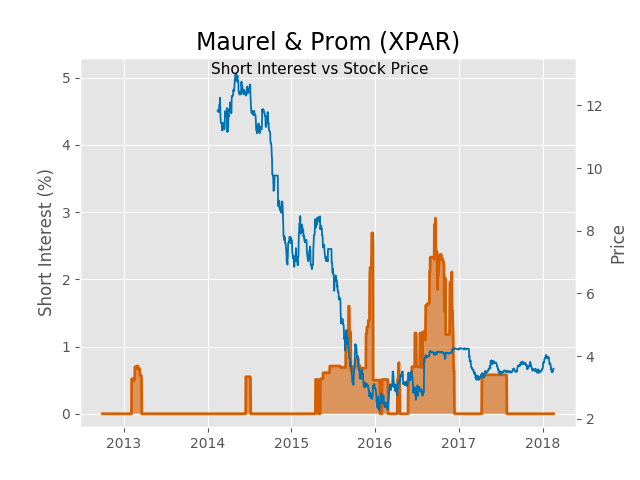 Maurel & Prom (XPAR)
Short Interest vs Stock Price
Short Interest (%)
Price
5
4
3
2
1
0
12
10
8
6
4
2
2013 2014 2015 2016 2017 2018